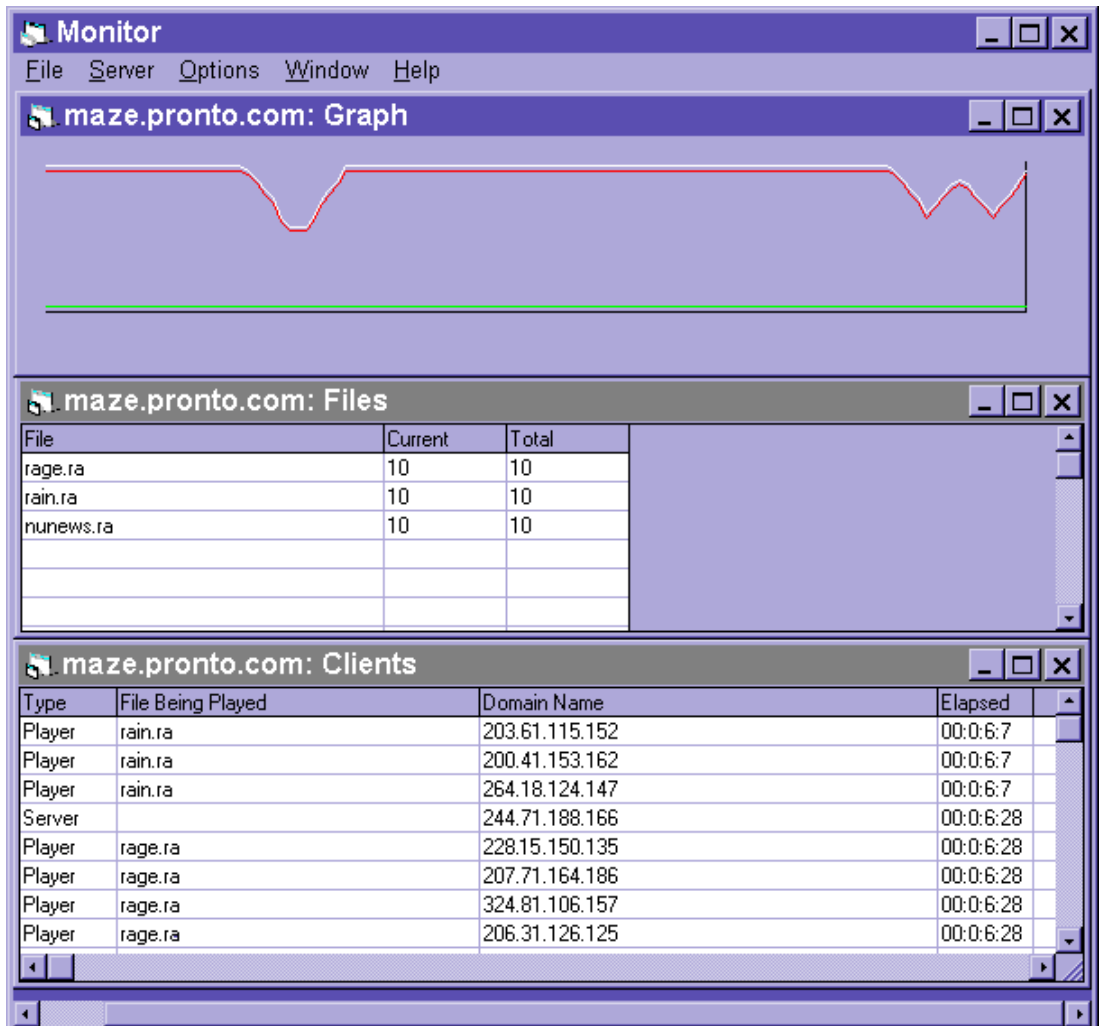 Monitor
File Server Options Window Help
maze.pronto.com: Graph
maze.pronto.com: Files
File Current Total
rage.ra 10 10
rain.ra 10 10
nunews.ra 10 10
maze.pronto.com: Clients
Type File Being Played Domain Name Elapsed
Player rain.ra 203.61.115.152 00:0:6:7
Player rain.ra 200.41.153.162 00:0:6:7
Player rain.ra 264.18.124.147 00:0:6:7
Server 244.71.188.166 00:0:6:28
Player rage.ra 228.15.150.135 00:0:6:28
Player rage.ra 207.71.164.186 00:0:6:28
Player rage.ra 324.81.106.157 00:0:6:28
Player rage.ra 206.31.126.125 00:0:6:28